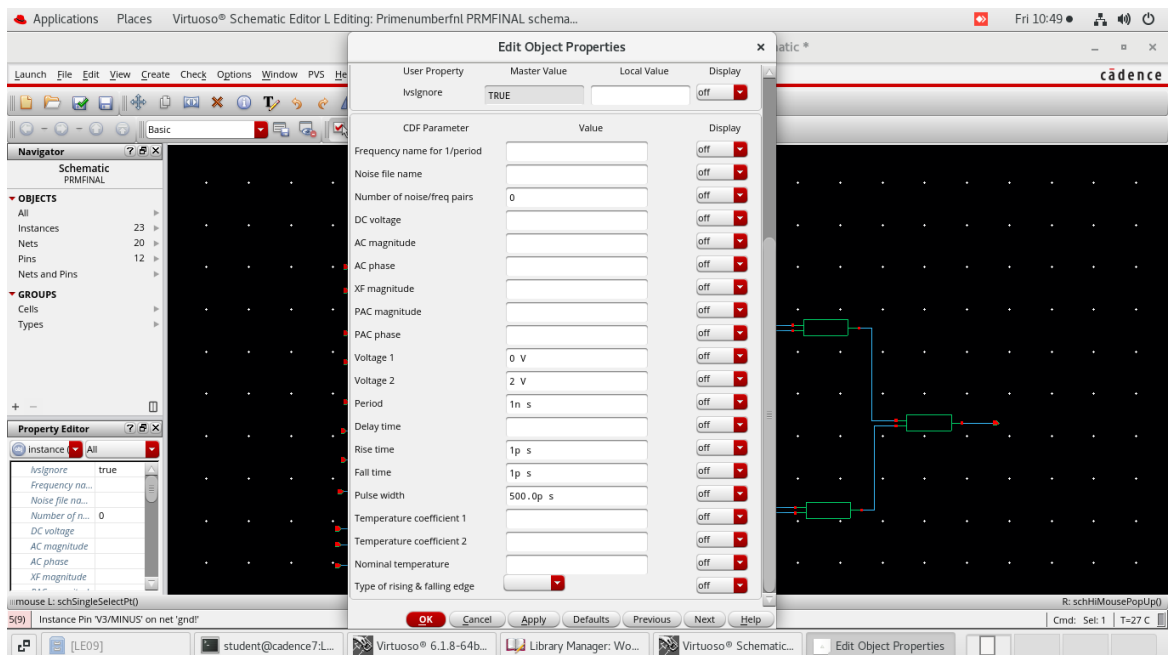 Applications Places Virtuoso® Schematic Editor L Editing: Primenumberfnl PRMFINAL schema... Fri 10:49
Edit Object Properties x atic *
Launch File Edit View Create Check Options Window PVS He cādence
User Property Master Value Local Value Display
lvsIgnore TRUE off
Basic
CDF Parameter Value Display
Navigator ? x
Schematic
PRMFINAL
OBJECTS
All
Instances 23
Nets 20
Pins 12
Nets and Pins
GROUPS
Cells
Types
+ -
Frequency name for 1/period off
Noise file name off
Number of noise/freq pairs 0 off
DC voltage off
AC magnitude off
AC phase off
XF magnitude off
PAC magnitude off
PAC phase off
Voltage 1 0 V off
Voltage 2 2 V off
Period 1n s off
Delay time off
Rise time 1p s off
Fall time 1p s off
Pulse width 500.0p s off
Temperature coefficient 1 off
Temperature coefficient 2 off
Nominal temperature off
Type of rising & falling edge off
Property Editor ? x
instance ( All
lvsIgnore true
Frequency na...
Noise file na...
Number of n... 0
DC voltage
AC magnitude
AC phase
XF magnitude
OK Cancel Apply Defaults Previous Next Help
mouse L: schSingleSelectPt() R: schHiMousePopUp()
5(9) Instance Pin 'V3/MINUS' on net 'gnd!' Cmd: Sel: 1 T=27 C
[LE09] student@cadence7:L... Virtuoso® 6.1.8-64b... Library Manager: Wo... Virtuoso® Schematic... Edit Object Properties